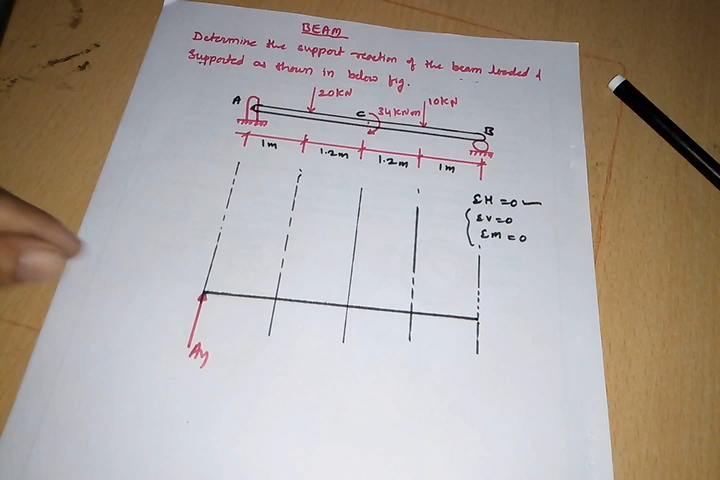 BEAM
Determine the support reaction of the beam loaded &
Supported as shown in below fig.
20KN
10KN
A
C
34KNm
B
1m
1.2m
1.2m
1m
ΣH =0
ΣV=0
Σm =0
Ay